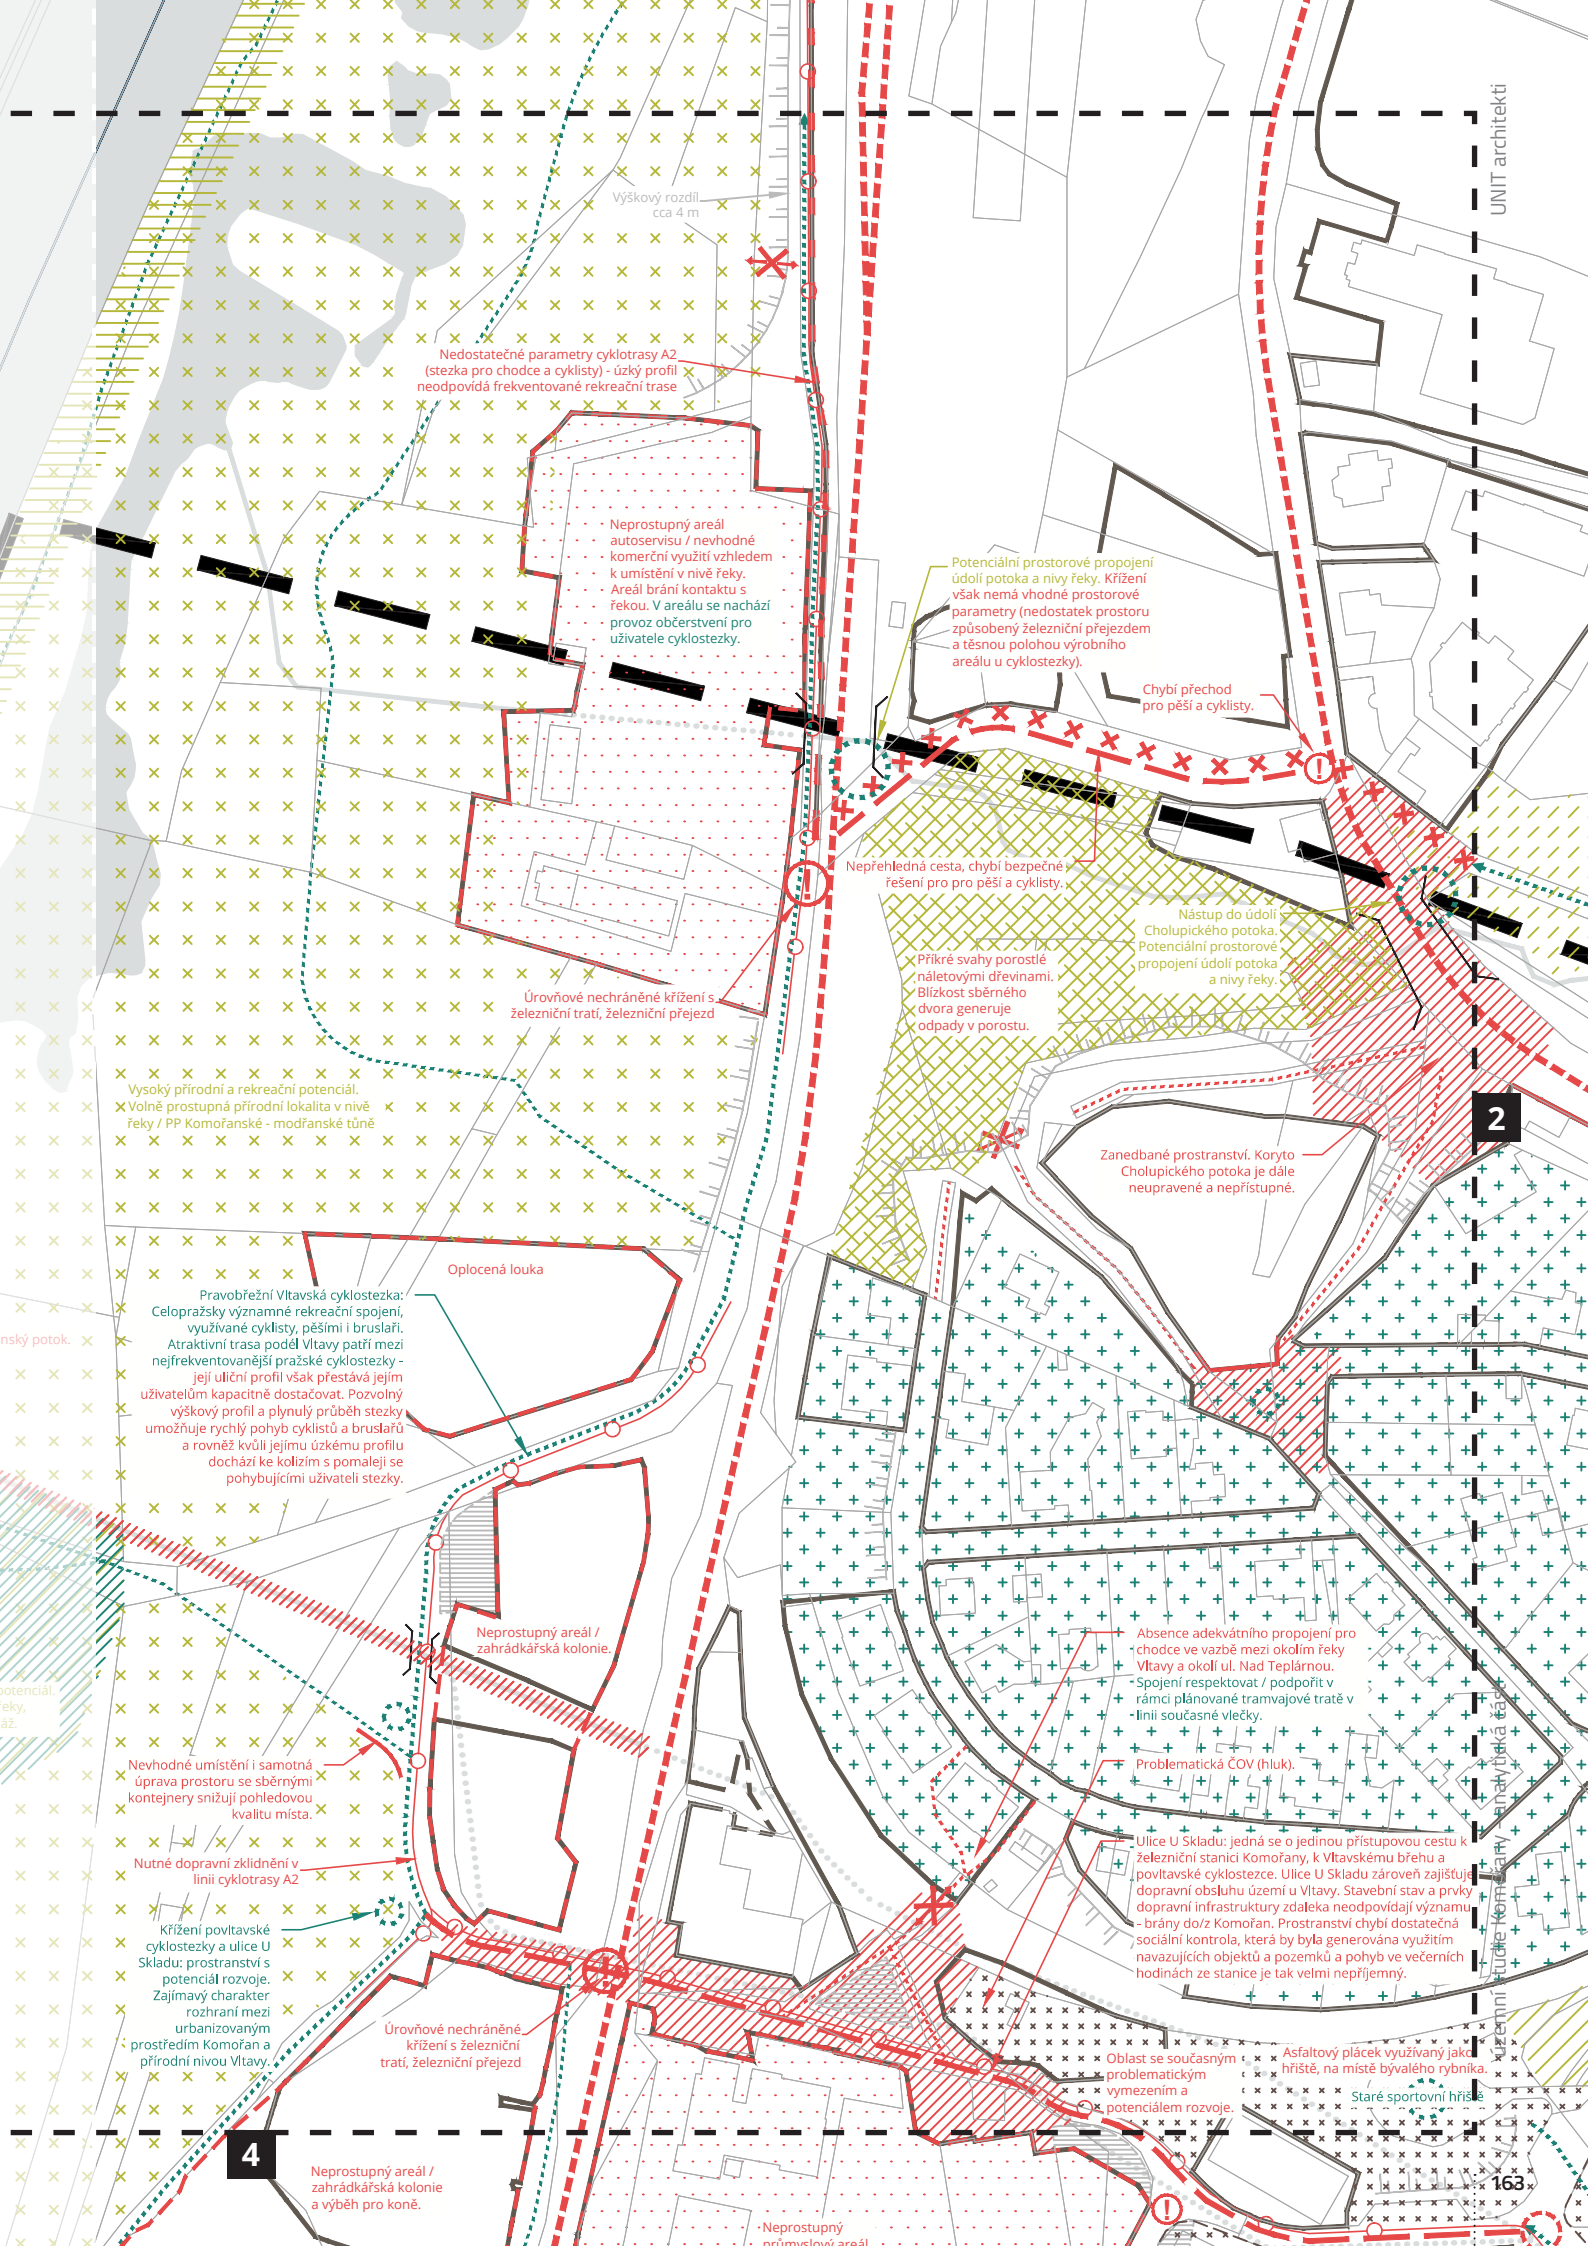 UNIT architekti
Výškový rozdíl
cca 4 m
Nedostatečné parametry cyklotrasy A2
(stezka pro chodce a cyklisty) - úzký profil
neodpovídá frekventované rekreační trase
Neprostupný areál
autoservisu / nevhodné
komerční využití vzhledem
k umístění v nivě řeky.
Areál brání kontaktu s
řekou. V areálu se nachází
provoz občerstvení pro
uživatele cyklostezky.
Potenciální prostorové propojení
údolí potoka a nivy řeky. Křížení
však nemá vhodné prostorové
parametry (nedostatek prostoru
způsobený železniční přejezdem
a těsnou polohou výrobního
areálu u cyklostezky).
Chybí přechod
pro pěší a cyklisty.
!
Nepřehledná cesta, chybí bezpečné
řešení pro pro pěší a cyklisty.
!
Nástup do údolí
Cholupického potoka.
Potenciální prostorové
propojení údolí potoka
a nivy řeky.
Příkré svahy porostlé
náletovými dřevinami.
Blízkost sběrného
dvora generuje
odpady v porostu.
Úrovňové nechráněné křížení s
železniční tratí, železniční přejezd
Vysoký přírodní a rekreační potenciál.
Volně prostupná přírodní lokalita v nivě
řeky / PP Komořanské - modřanské tůně
2
Zanedbané prostranství. Koryto
Cholupického potoka je dále
neupravené a nepřístupné.
Oplocená louka
Pravobřežní Vltavská cyklostezka:
Celopražsky významné rekreační spojení,
využívané cyklisty, pěšími i bruslaři.
Atraktivní trasa podél Vltavy patří mezi
nejfrekventovanější pražské cyklostezky -
její uliční profil však přestává jejím
uživatelům kapacitně dostačovat. Pozvolný
výškový profil a plynulý průběh stezky
umožňuje rychlý pohyb cyklistů a bruslařů
a rovněž kvůli jejímu úzkému profilu
dochází ke kolizím s pomaleji se
pohybujícími uživateli stezky.
nský potok.
Neprostupný areál /
zahrádkářská kolonie.
Absence adekvátního propojení pro
chodce ve vazbě mezi okolím řeky
Vltavy a okolí ul. Nad Teplárnou.
Spojení respektovat / podpořit v
rámci plánované tramvajové tratě v
linii současné vlečky.
potenciál.
řeky,
áž.
Nevhodné umístění i samotná
úprava prostoru se sběrnými
kontejnery snižují pohledovou
kvalitu místa.
Problematická ČOV (hluk).
Nutné dopravní zklidnění v
linii cyklotrasy A2
Ulice U Skladu: jedná se o jedinou přístupovou cestu k
železniční stanici Komořany, k Vltavskému břehu a
povltavské cyklostezce. Ulice U Skladu zároveň zajišťuje
dopravní obsluhu území u Vltavy. Stavební stav a prvky
dopravní infrastruktury zdaleka neodpovídají významu
- brány do/z Komořan. Prostranství chybí dostatečná
sociální kontrola, která by byla generována využitím
navazujících objektů a pozemků a pohyb ve večerních
hodinách ze stanice je tak velmi nepříjemný.
Křížení povltavské
cyklostezky a ulice U
Skladu: prostranství s
potenciál rozvoje.
Zajímavý charakter
rozhraní mezi
urbanizovaným
prostředím Komořan a
přírodní nivou Vltavy.
!
Úrovňové nechráněné
křížení s železniční
tratí, železniční přejezd
Oblast se současným
problematickým
vymezením a
potenciálem rozvoje.
Asfaltový plácek využívaný jako
hřiště, na místě bývalého rybníka.
Staré sportovní hřiště
územní studie Komořany - analytická část
4
Neprostupný areál /
zahrádkářská kolonie
a výběh pro koně.
163
!
Neprostupný
průmyslový areál